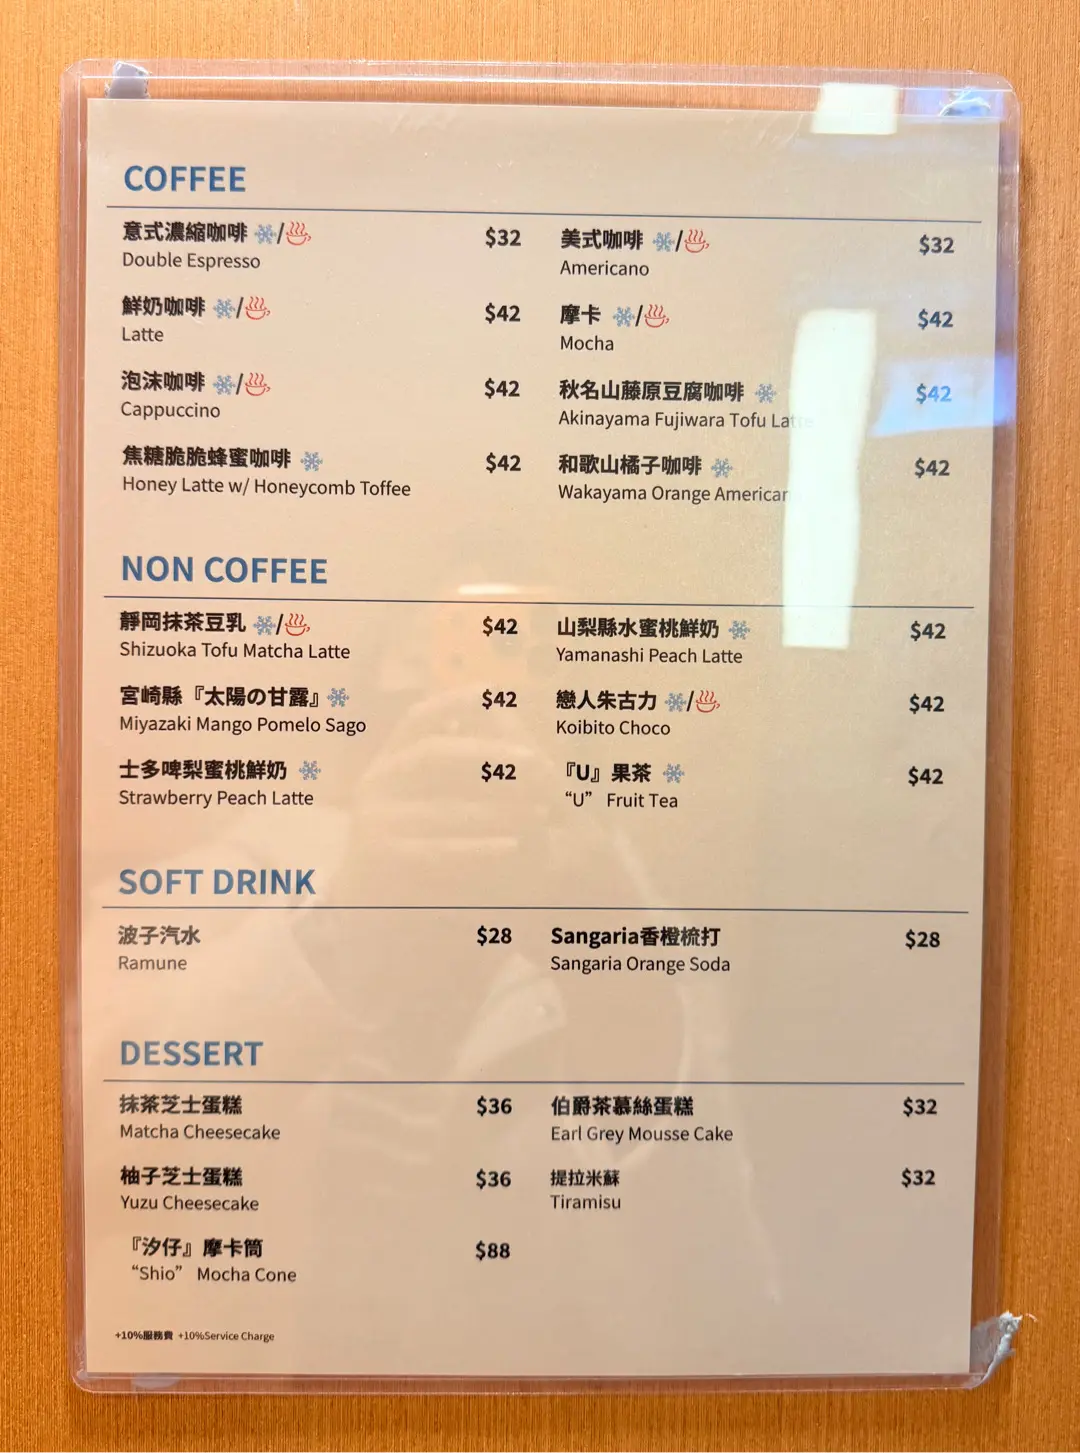 COFFEE
意式濃縮咖啡 / $32
Double Espresso
美式咖啡 / $32
Americano
鮮奶咖啡 / $42
Latte
摩卡 / $42
Mocha
泡沫咖啡 / $42
Cappuccino
秋名山藤原豆腐咖啡 $42
Akinayama Fujiwara Tofu Latte
焦糖脆脆蜂蜜咖啡 $42
Honey Latte w/ Honeycomb Toffee
和歌山橘子咖啡 $42
Wakayama Orange
NON COFFEE
靜岡抹茶豆乳 / $42
Shizuoka Tofu Matcha Latte
山梨縣水蜜桃鮮奶 $42
Yamanashi Peach Latte
宮崎縣『太陽の甘露』 $42
Miyazaki Mango Pomelo Sago
戀人朱古力 / $42
Koibito Choco
士多啤梨蜜桃鮮奶 $42
Strawberry Peach Latte
『U』果茶 $42
“U” Fruit Tea
SOFT DRINK
波子汽水 $28
Ramune
Sangaria香橙梳打 $28
Sangaria Orange Soda
DESSERT
抹茶芝士蛋糕 $36
Matcha Cheesecake
伯爵茶慕絲蛋糕 $32
Earl Grey Mousse Cake
柚子芝士蛋糕 $36
Yuzu Cheesecake
提拉米蘇 $32
Tiramisu
『汐仔』摩卡筒 $88
“Shio” Mocha Cone
+10%服務費 +10%Service Charge